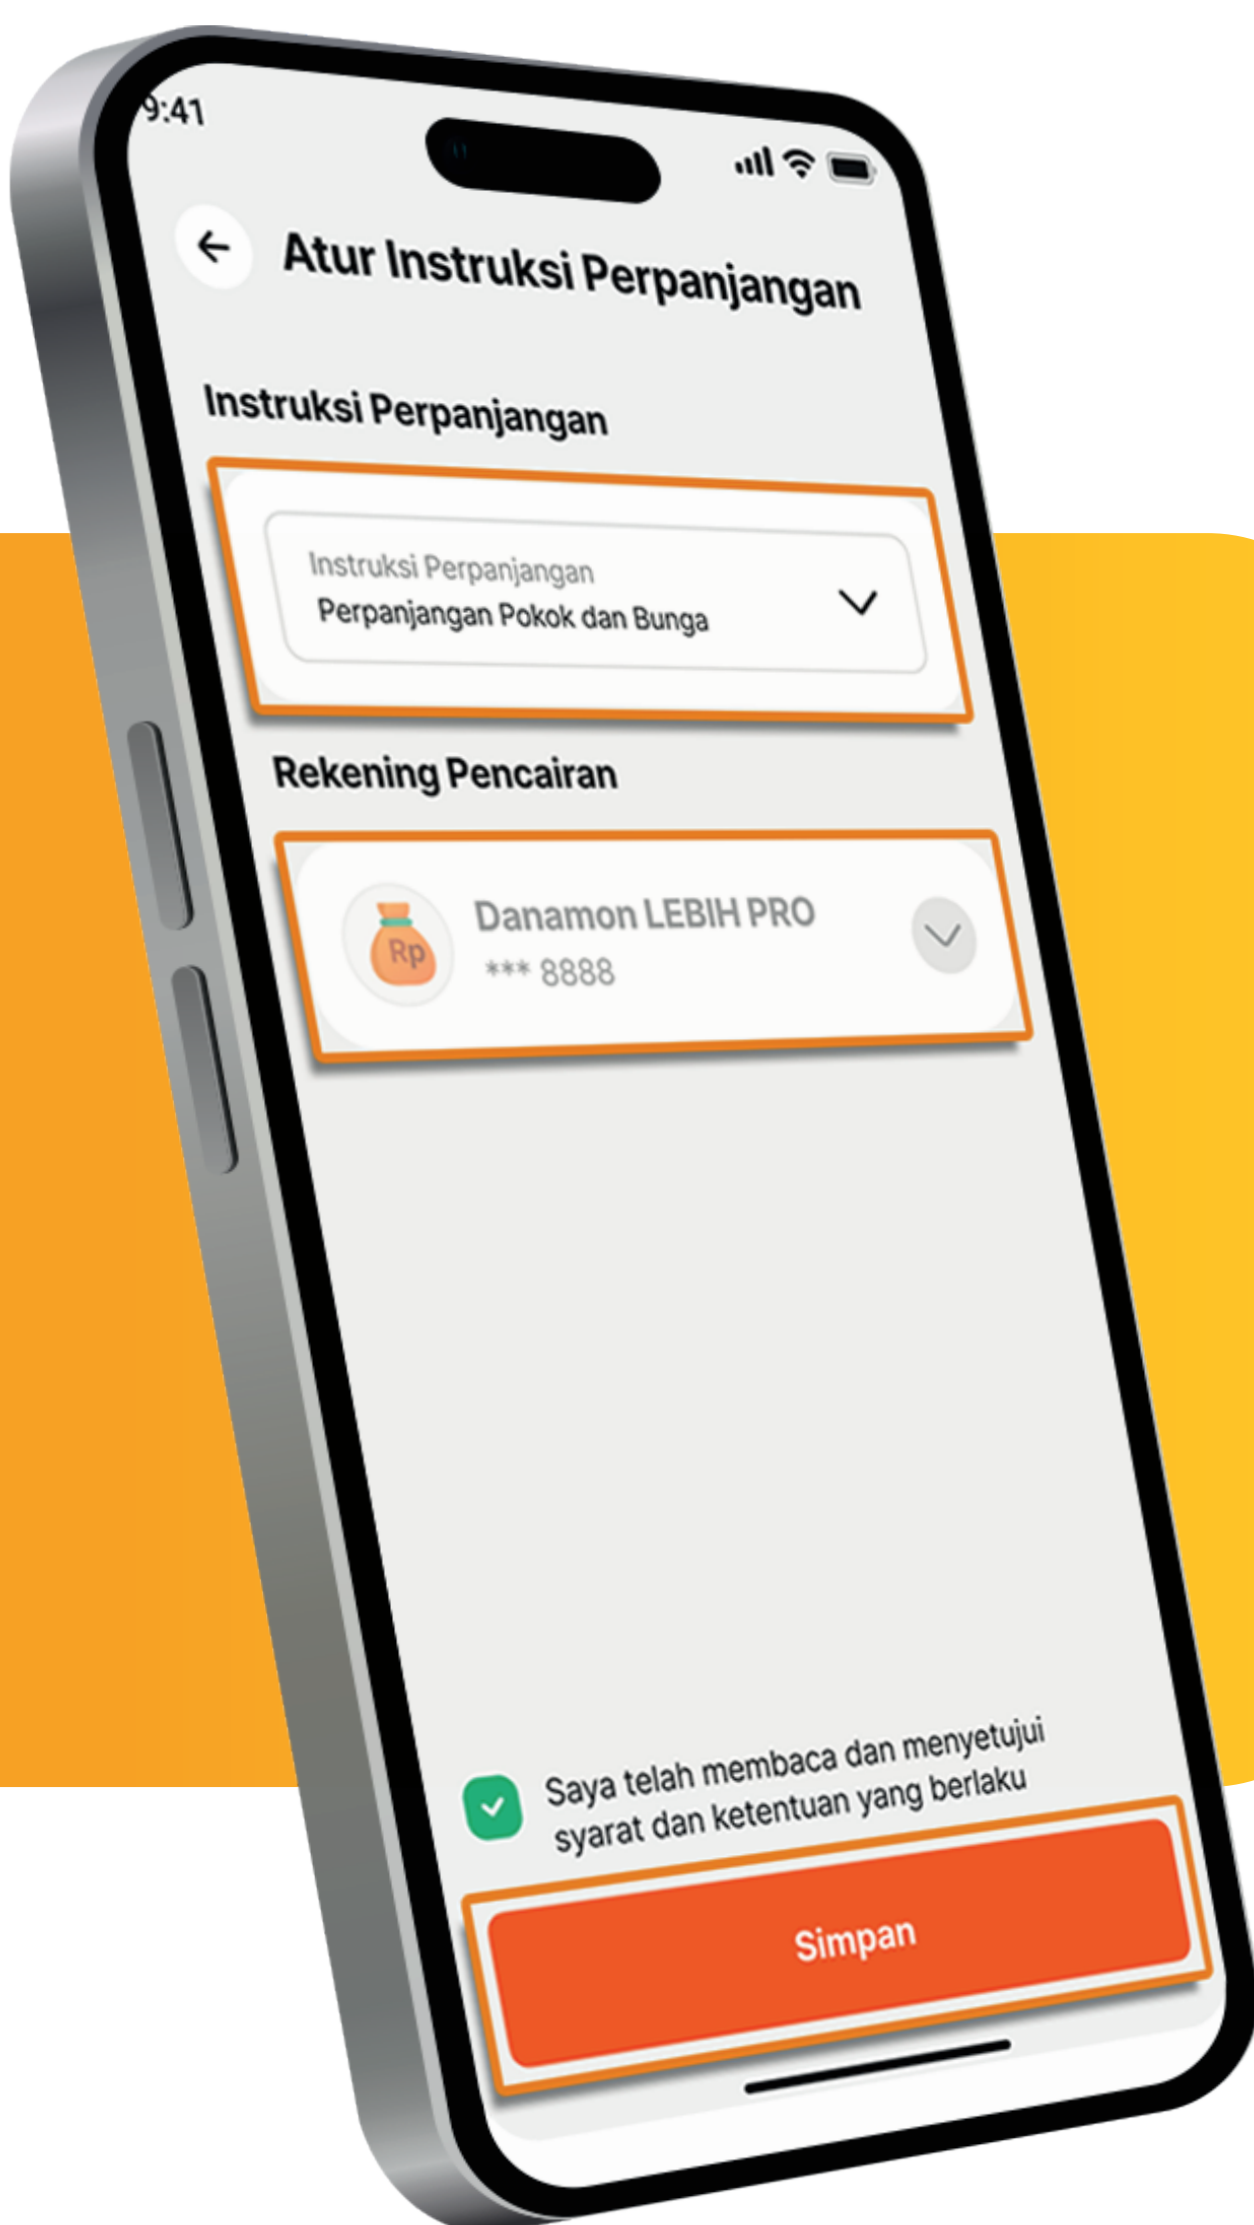 9:41
Atur Instruksi Perpanjangan
Instruksi Perpanjangan
Instruksi Perpanjangan
Perpanjangan Pokok dan Bunga
Rekening Pencairan
Rp
Danamon LEBIH PRO
*** 8888
Saya telah membaca dan menyetujui
syarat dan ketentuan yang berlaku
Simpan